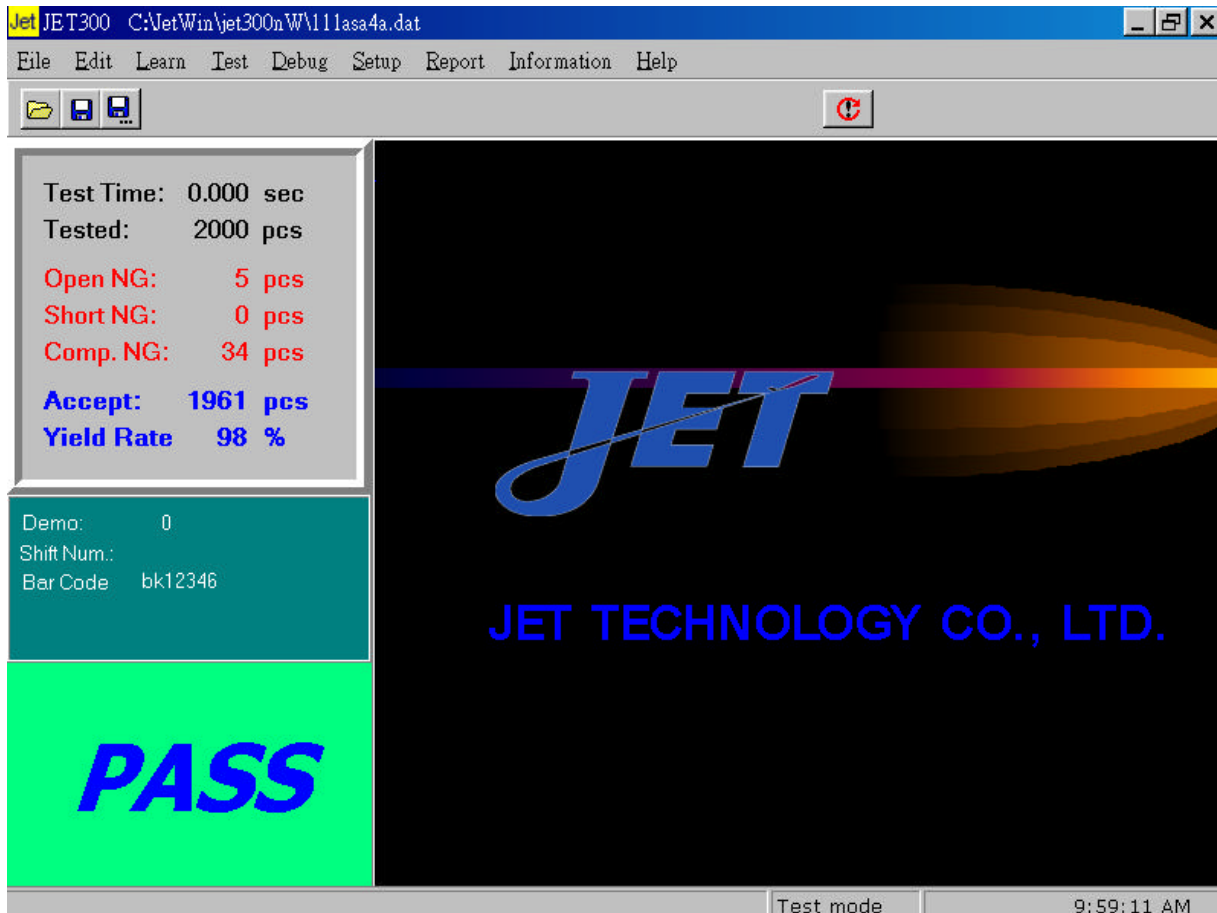 Jet JET300 C:\JetWin\jet300nW\111asa4a.dat
File Edit Learn Test Debug Setup Report Information Help
Test Time: 0.000 sec
Tested: 2000 pcs
Open NG: 5 pcs
Short NG: 0 pcs
Comp. NG: 34 pcs
Accept: 1961 pcs
Yield Rate 98 %
Demo: 0
Shift Num.:
Bar Code bk12346
PASS
JET
JET TECHNOLOGY CO., LTD.
Test mode 9:59:11 AM